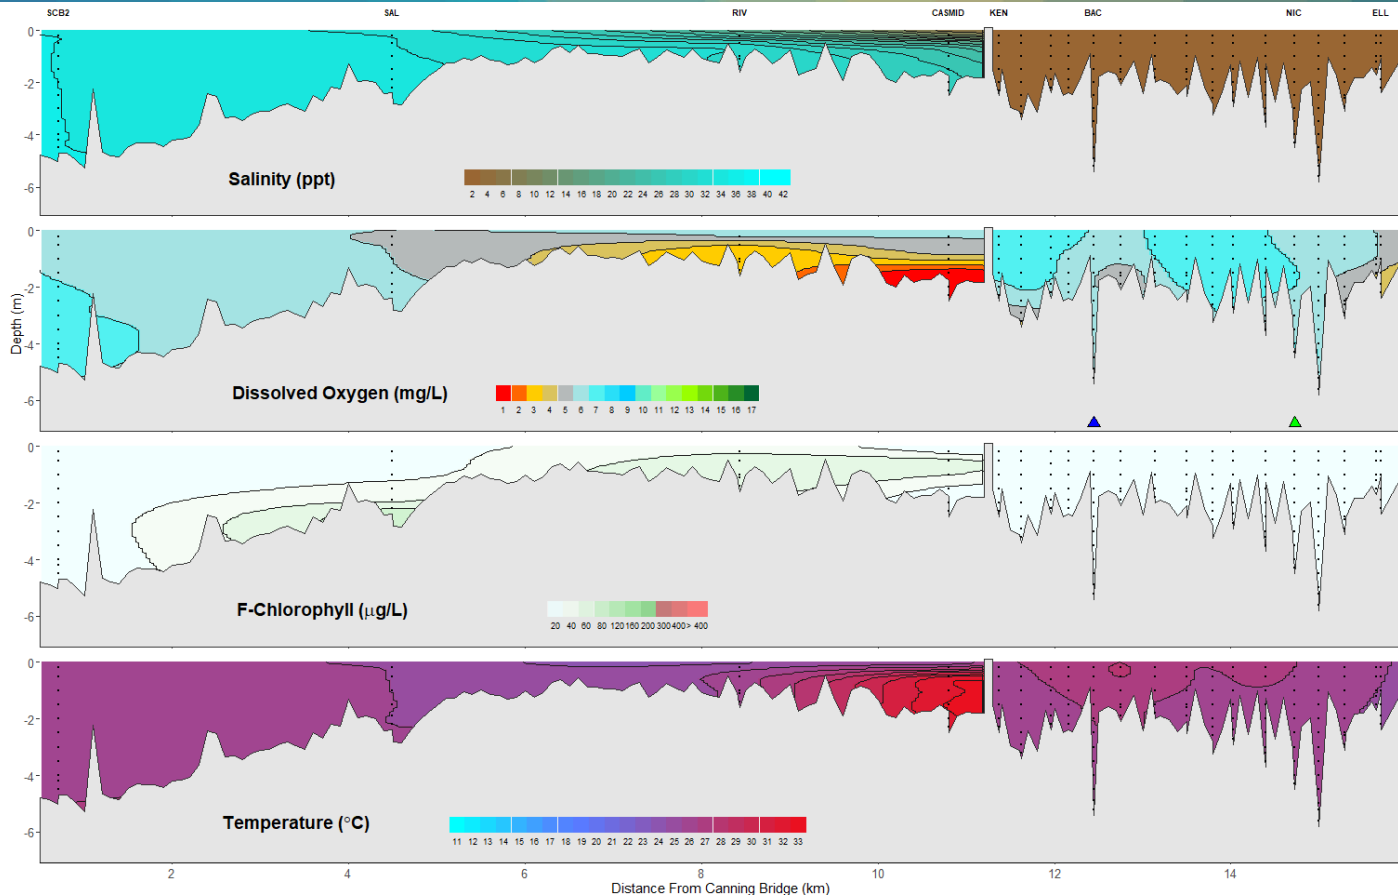 SCB2 SAL RIV CASMID KEN BAC NIC ELL
0
-2
-4
-6
Salinity (ppt)
2 4 6 8 10 12 14 16 18 20 22 24 26 28 30 32 34 36 38 40 42
0
-2
-4
-6
Depth (m)
Dissolved Oxygen (mg/L)
1 2 3 4 5 6 7 8 9 10 11 12 13 14 15 16 17
0
-2
-4
-6
F-Chlorophyll (μg/L)
20 40 60 80 120 160 200 300 400 > 400
0
-2
-4
-6
Temperature (°C)
11 12 13 14 15 16 17 18 19 20 21 22 23 24 25 26 27 28 29 30 31 32 33
2 4 6 8 10 12 14
Distance From Canning Bridge (km)